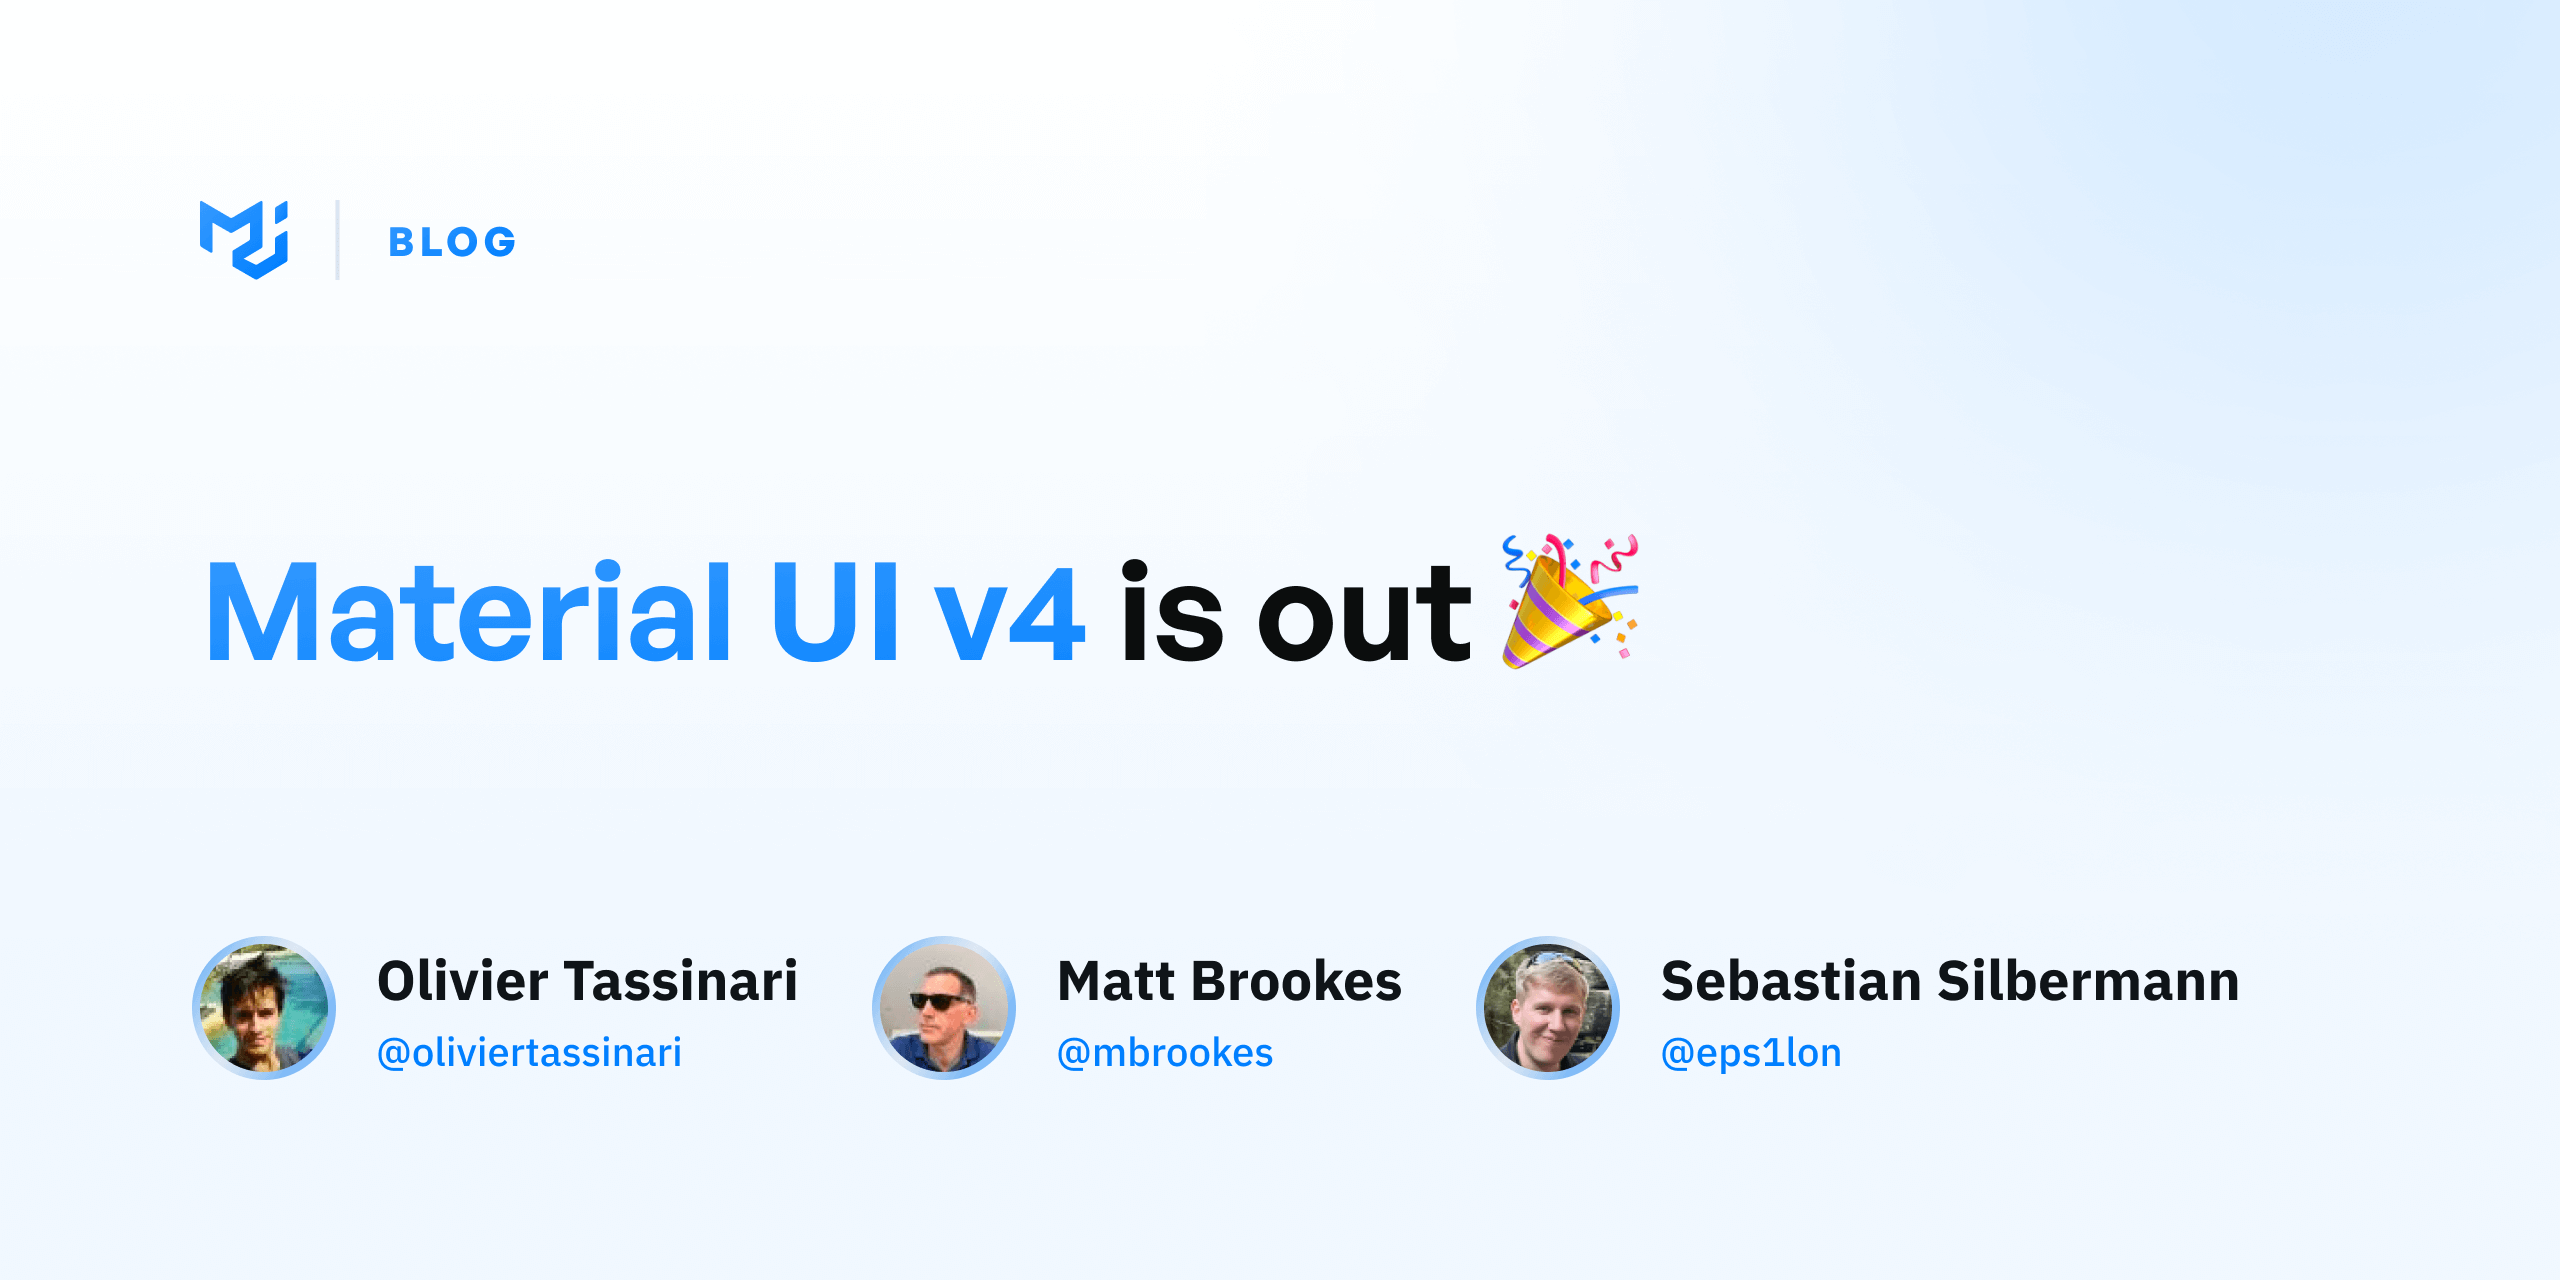 BLOG
Material UI v4 is out 🎉
Olivier Tassinari
@oliviertassinari
Matt Brookes
@mbrookes
Sebastian Silbermann
@eps1lon